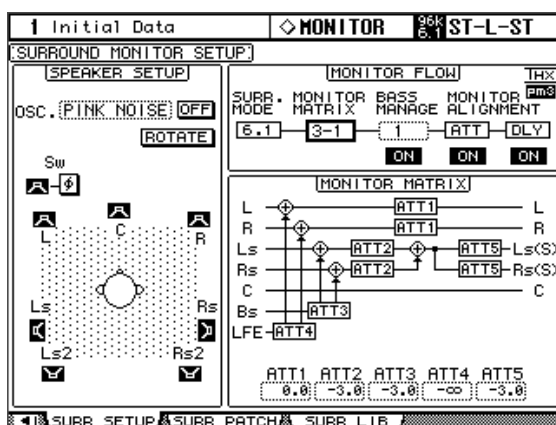 1 Initial Data ◇MONITOR 96k 6.1 ST-L-ST
SURROUND MONITOR SETUP
SPEAKER SETUP
OSC. PINK NOISE OFF
ROTATE
Sw
ϕ
L C R
Ls Rs
Ls2 Rs2
MONITOR FLOW THX pm3
SURR. MODE MONITOR MATRIX BASS MANAGE MONITOR ALIGNMENT
6.1 3-1 1 ATT DLY
ON ON ON
MONITOR MATRIX
L ATT1 L
R ATT1 R
Ls ATT2 ATT5 Ls(S)
Rs ATT2 ATT5 Rs(S)
C C
Bs ATT3
LFE ATT4
ATT1 ATT2 ATT3 ATT4 ATT5
0.0 -3.0 -3.0 -∞ -3.0
SURR SETUP SURR PATCH SURR LIB